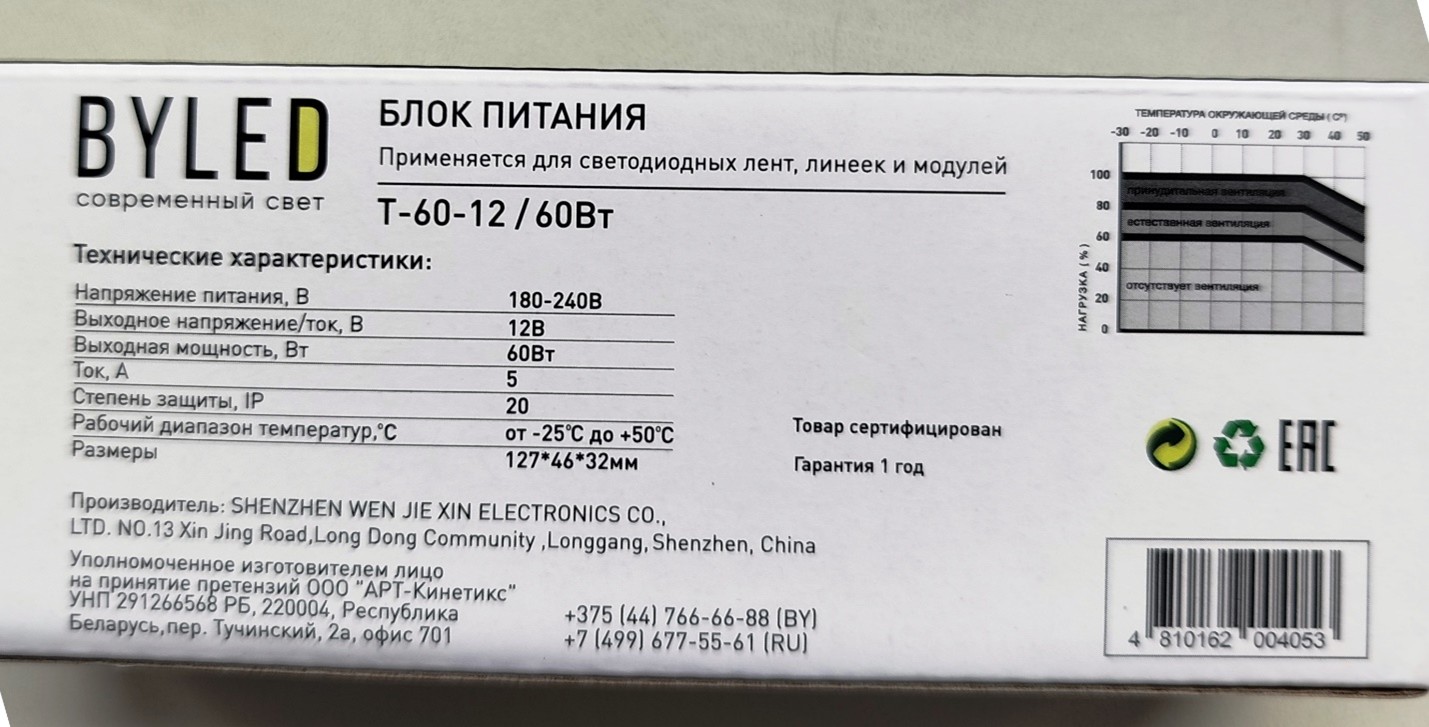 BYLED
современный свет
БЛОК ПИТАНИЯ
Применяется для светодиодных лент, линеек и модулей
Т-60-12 / 60Вт
Технические характеристики:
Напряжение питания, В 180-240В
Выходное напряжение/ток, В 12В
Выходная мощность, Вт 60Вт
Ток, А 5
Степень защиты, IP 20
Рабочий диапазон температур,°С от -25°С до +50°С
Размеры 127*46*32мм
ТЕМПЕРАТУРА ОКРУЖАЮЩЕЙ СРЕДЫ ( С°)
-30 -20 -10 0 10 20 30 40 50
НАГРУЗКА ( % )
100
80
60
40
20
0
принудительная вентиляция
естественная вентиляция
отсутствует вентиляция
Товар сертифицирован
Гарантия 1 год
EAC
Производитель: SHENZHEN WEN JIE XIN ELECTRONICS CO.,
LTD. NO.13 Xin Jing Road,Long Dong Community ,Longgang, Shenzhen, China
Уполномоченное изготовителем лицо
на принятие претензий ООО "АРТ-Кинетикс"
УНП 291266568 РБ, 220004, Республика
Беларусь,пер. Тучинский, 2а, офис 701
+375 (44) 766-66-88 (BY)
+7 (499) 677-55-61 (RU)
4 810162 004053